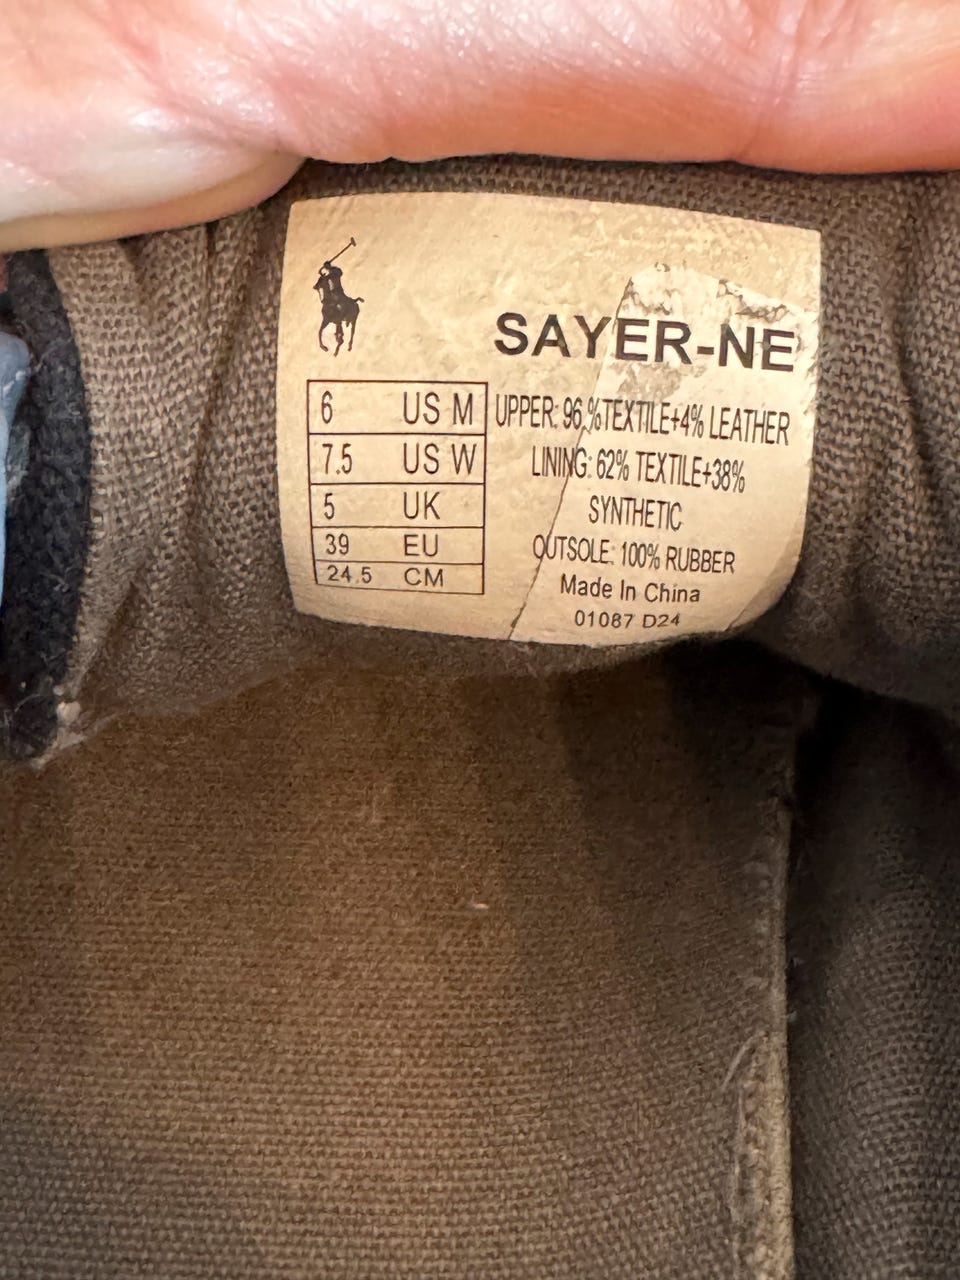 SAYER-NE
6 US M
7.5 US W
5 UK
39 EU
24.5 CM
UPPER: 96%TEXTILE+4% LEATHER
LINING: 62% TEXTILE+38%
SYNTHETIC
OUTSOLE: 100% RUBBER
Made In China
01087 D24